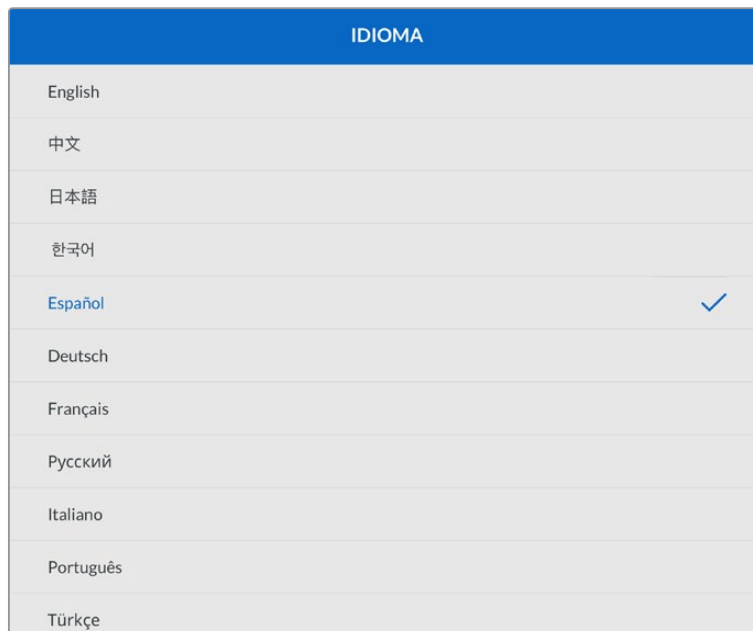 IDIOMA
English
中文
日本語
한국어
Español
Deutsch
Français
Русский
Italiano
Português
Türkçe